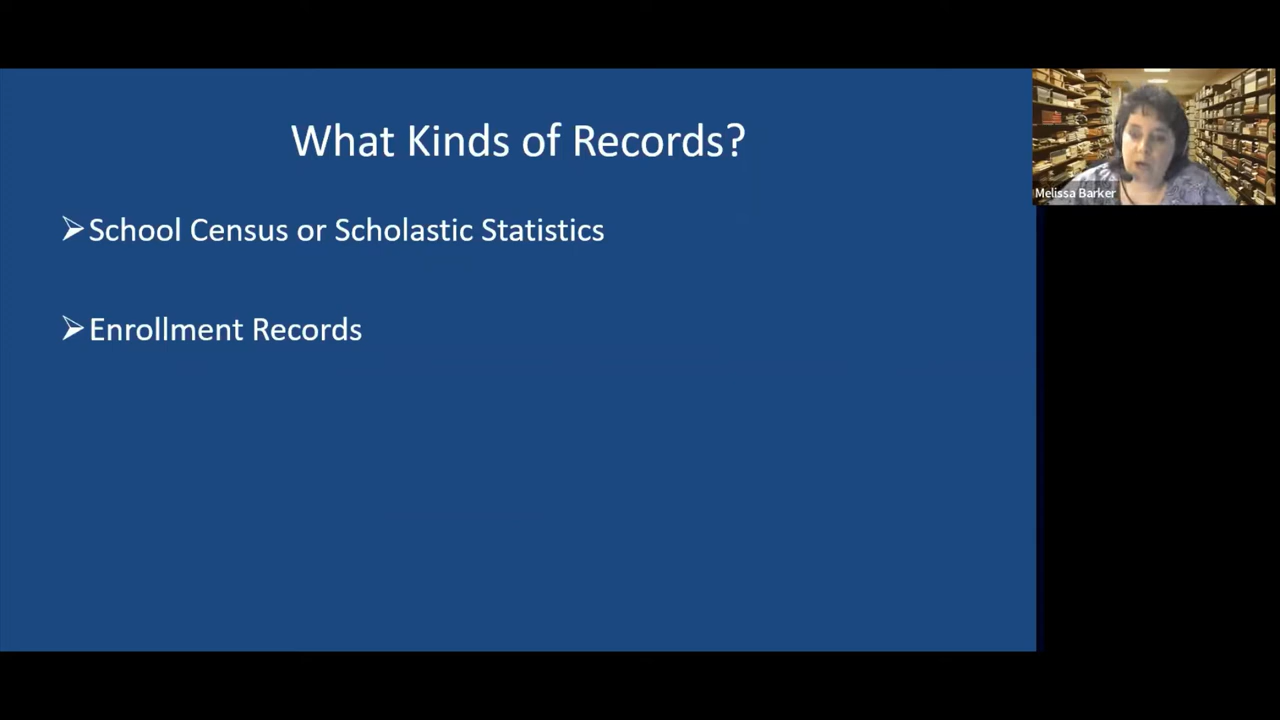 What Kinds of Records?
School Census or Scholastic Statistics
Enrollment Records
Melissa Barker